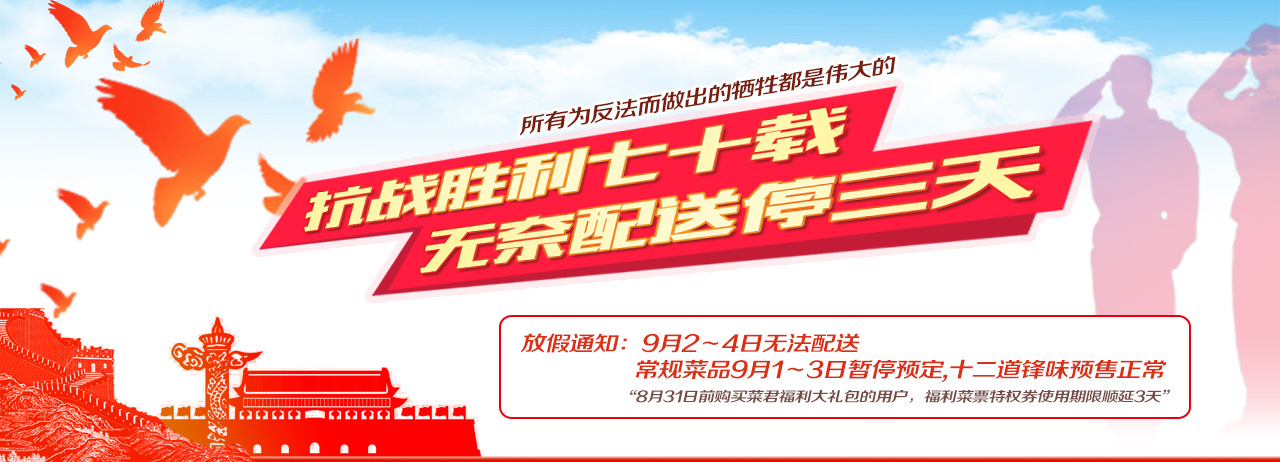 所有为反法而做出的牺牲都是伟大的
抗战胜利七十载
无奈配送停三天
放假通知：9月2～4日无法配送
常规菜品9月1～3日暂停预定,十二道锋味预售正常
“8月31日前购买菜君福利大礼包的用户，福利菜票特权券使用期限顺延3天”